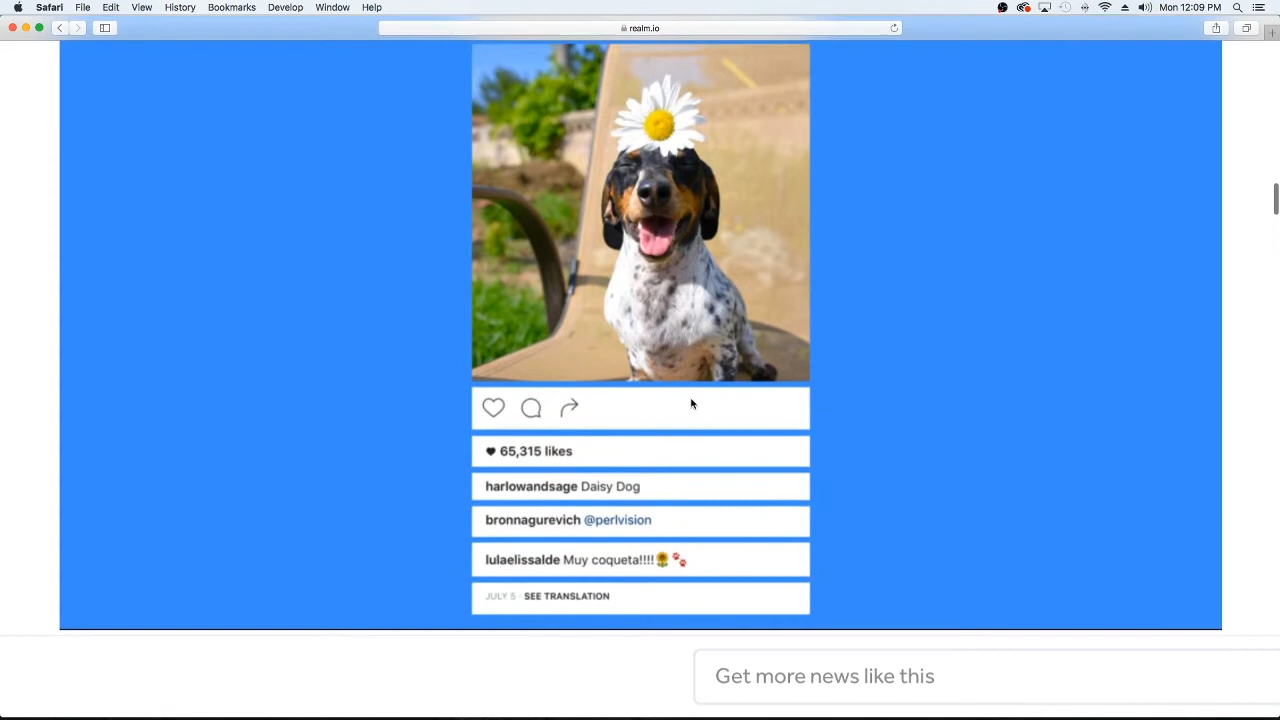 Safari File Edit View History Bookmarks Develop Window Help Mon 12:09 PM
realm.io
65,315 likes
harlowandsage Daisy Dog
bronnagurevich @perlvision
lulaelissalde Muy coqueta!!!!🌻🐾
JULY 5 · SEE TRANSLATION
Get more news like this